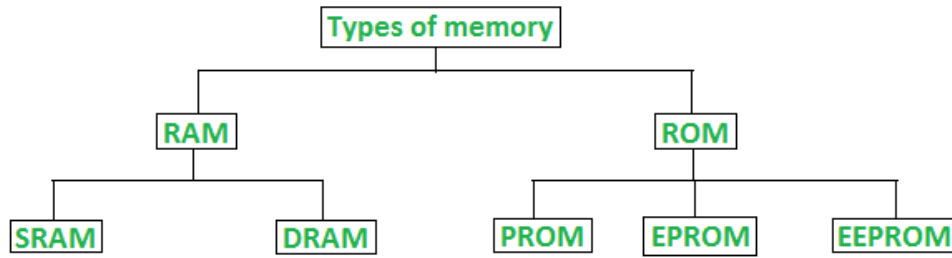 Types of memory
RAM
ROM
SRAM
DRAM
PROM
EPROM
EEPROM